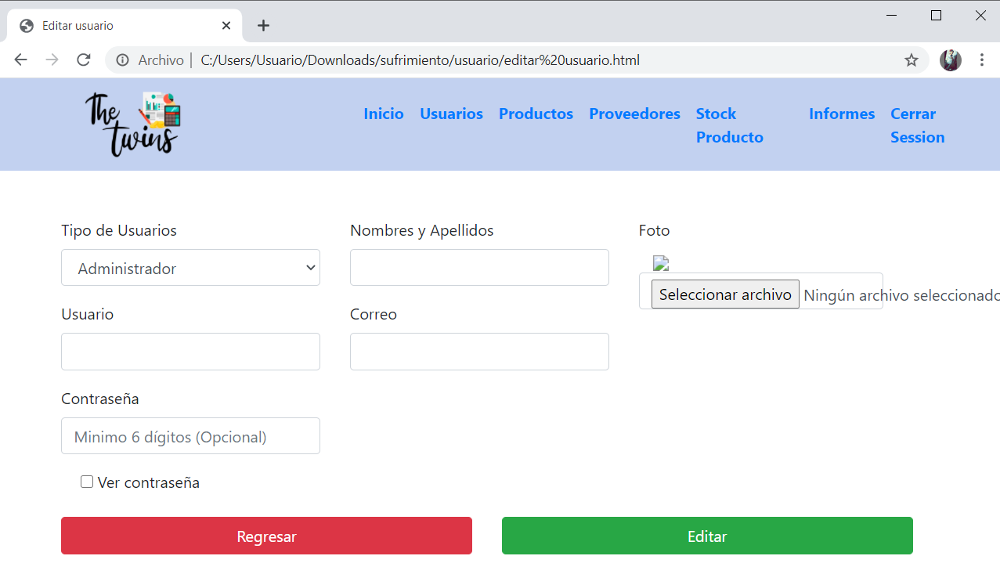 Editar usuario
Archivo | C:/Users/Usuario/Downloads/sufrimiento/usuario/editar%20usuario.html
The twins
Inicio Usuarios Productos Proveedores Stock Producto Informes Cerrar Session
Tipo de Usuarios Nombres y Apellidos Foto
Administrador
Seleccionar archivo Ningún archivo seleccionado
Usuario Correo
Contraseña
Minimo 6 dígitos (Opcional)
Ver contraseña
Regresar Editar